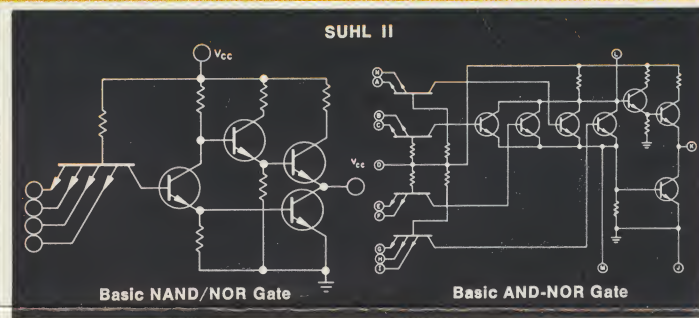 SUHL II
Vcc
Vcc
N
A
B
C
D
E
F
G
H
I
L
K
M
J
Basic NAND/NOR Gate
Basic AND-NOR Gate